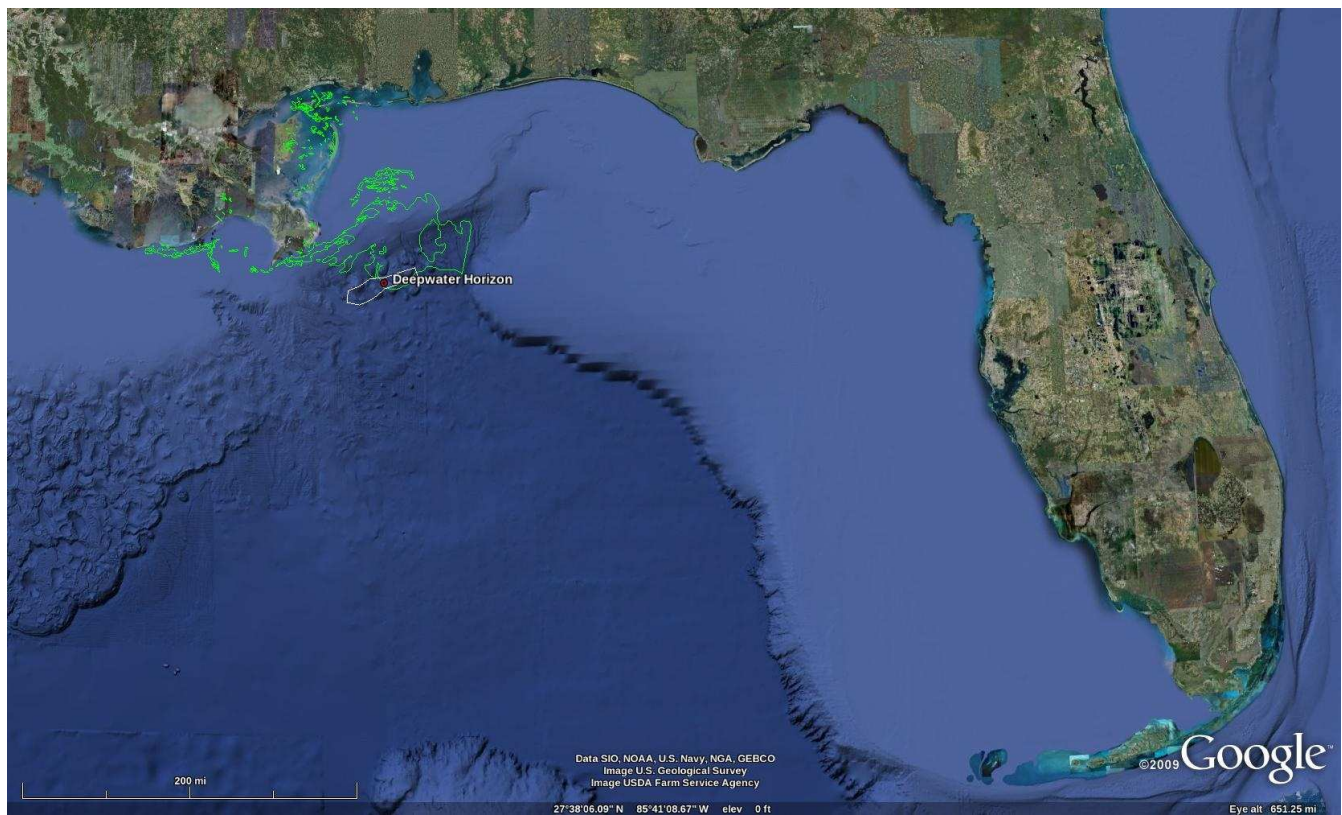 Deepwater Horizon
200 mi
Data SIO, NOAA, U.S. Navy, NGA, GEBCO
Image U.S. Geological Survey
Image USDA Farm Service Agency
©2009 Google™
27°38'06.09" N 85°41'08.67" W elev 0 ft
Eye alt 651.25 mi